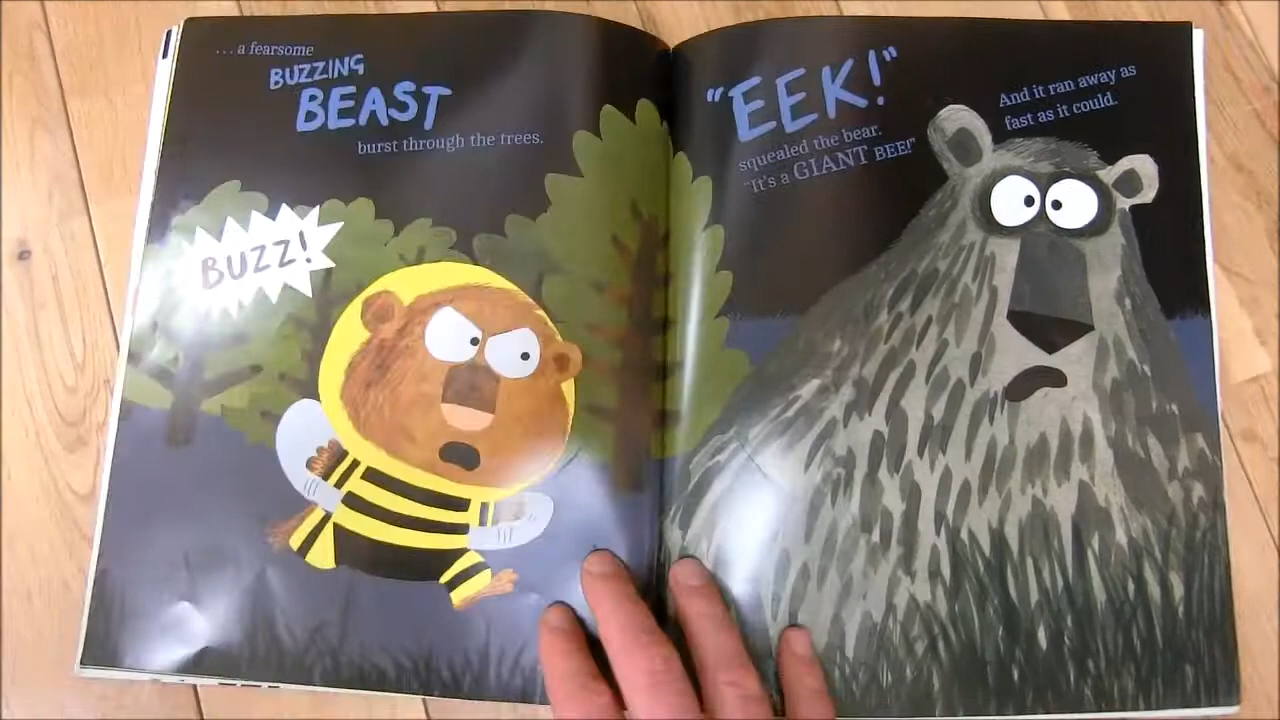 . . . a fearsome
BUZZING
BEAST
burst through the trees.
BUZZ!
"EEK!"
squealed the bear.
"It's a GIANT BEE!"
And it ran away as
fast as it could.